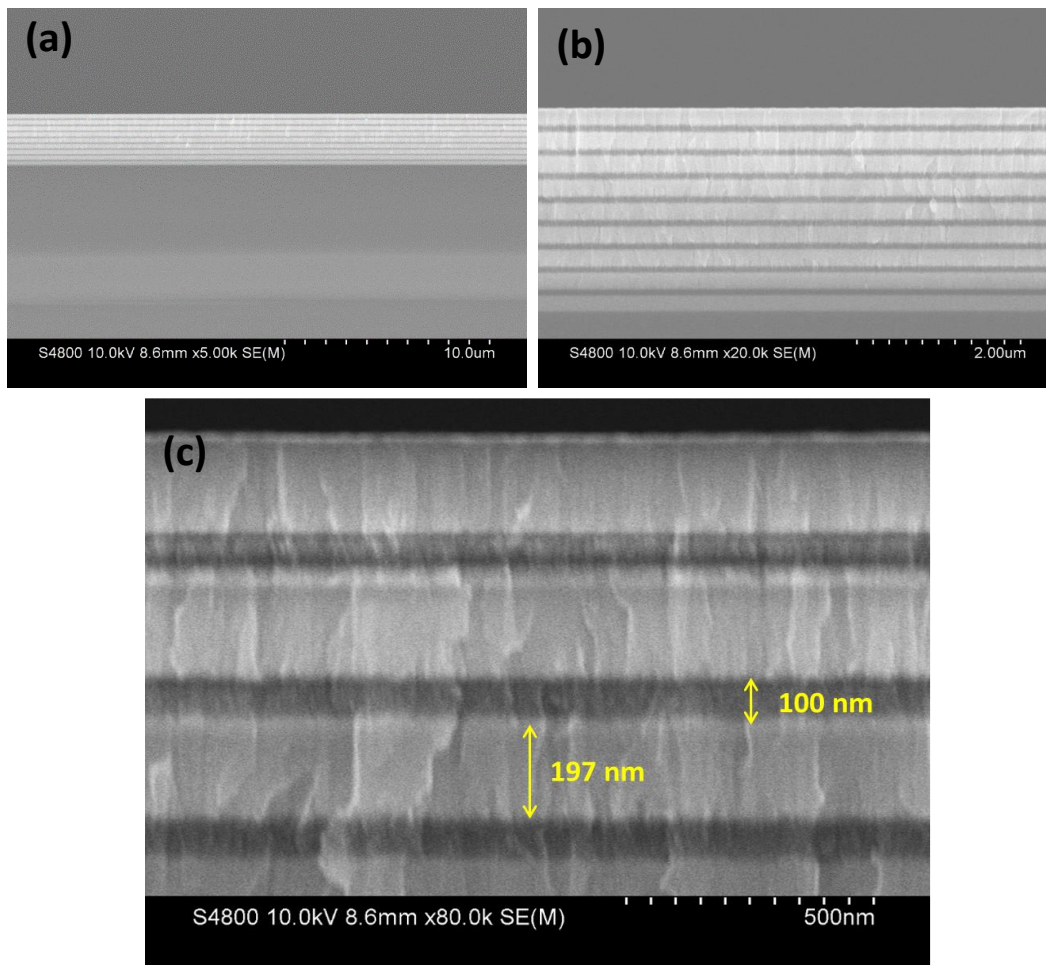 (a)
S4800 10.0kV 8.6mm x5.00k SE(M)
10.0um
(b)
S4800 10.0kV 8.6mm x20.0k SE(M)
2.00um
(c)
100 nm
197 nm
S4800 10.0kV 8.6mm x80.0k SE(M)
500nm